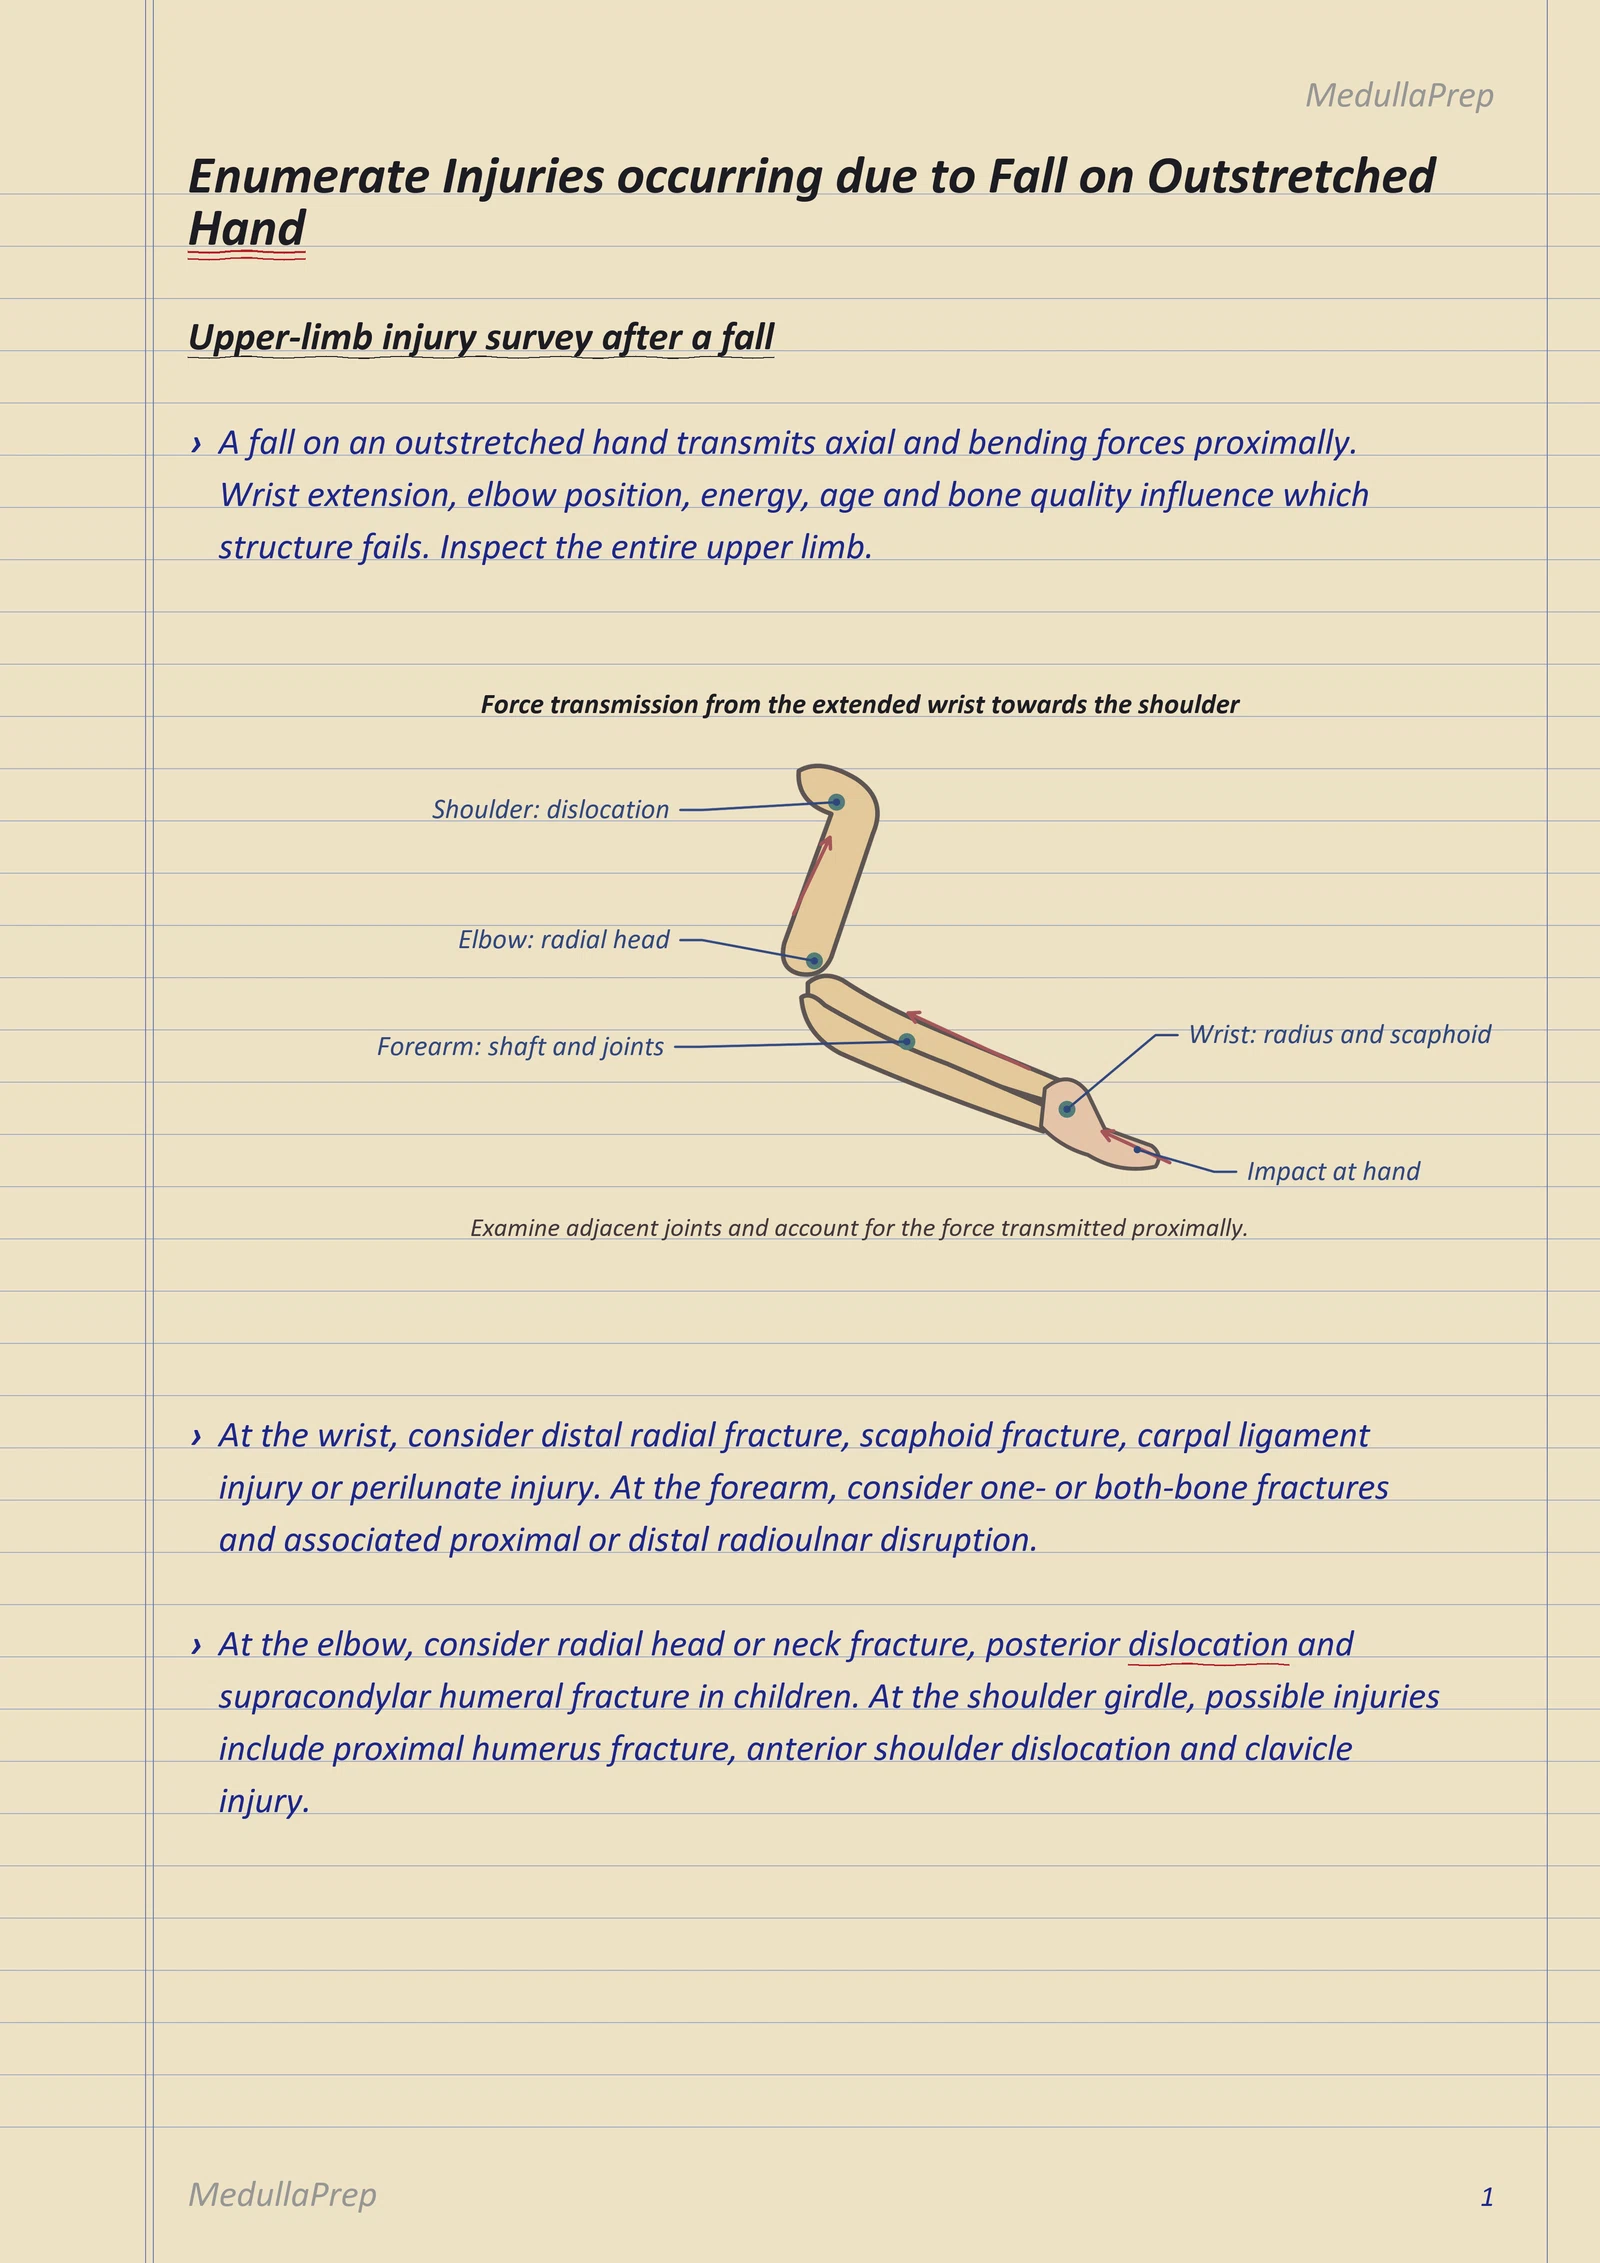 MedullaPrep
Enumerate Injuries occurring due to Fall on Outstretched
Hand
Upper-limb injury survey after a fall
› A fall on an outstretched hand transmits axial and bending forces proximally.
Wrist extension, elbow position, energy, age and bone quality influence which
structure fails. Inspect the entire upper limb.
Force transmission from the extended wrist towards the shoulder
Shoulder: dislocation
Elbow: radial head
Forearm: shaft and joints
Wrist: radius and scaphoid
Impact at hand
Examine adjacent joints and account for the force transmitted proximally.
› At the wrist, consider distal radial fracture, scaphoid fracture, carpal ligament
injury or perilunate injury. At the forearm, consider one- or both-bone fractures
and associated proximal or distal radioulnar disruption.
› At the elbow, consider radial head or neck fracture, posterior dislocation and
supracondylar humeral fracture in children. At the shoulder girdle, possible injuries
include proximal humerus fracture, anterior shoulder dislocation and clavicle
injury.
MedullaPrep
1